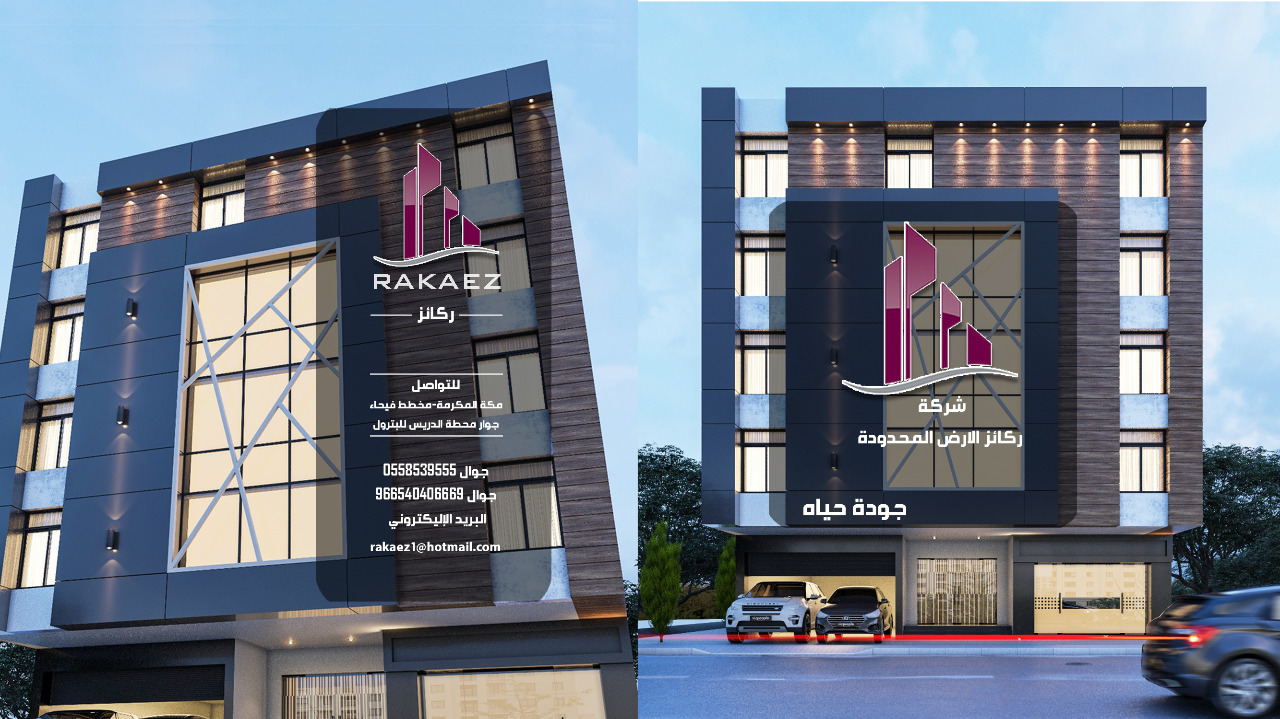 RAKAEZ
ركائز
للتواصل
مكة المكرمة-مخطط فيحاء
جوار محطة الدريس للبترول
جوال 0558539555
جوال 966540406669
البريد الإليكتروني
rakaez1@hotmail.com
شركة
ركائز الارض المحدودة
جودة حياه